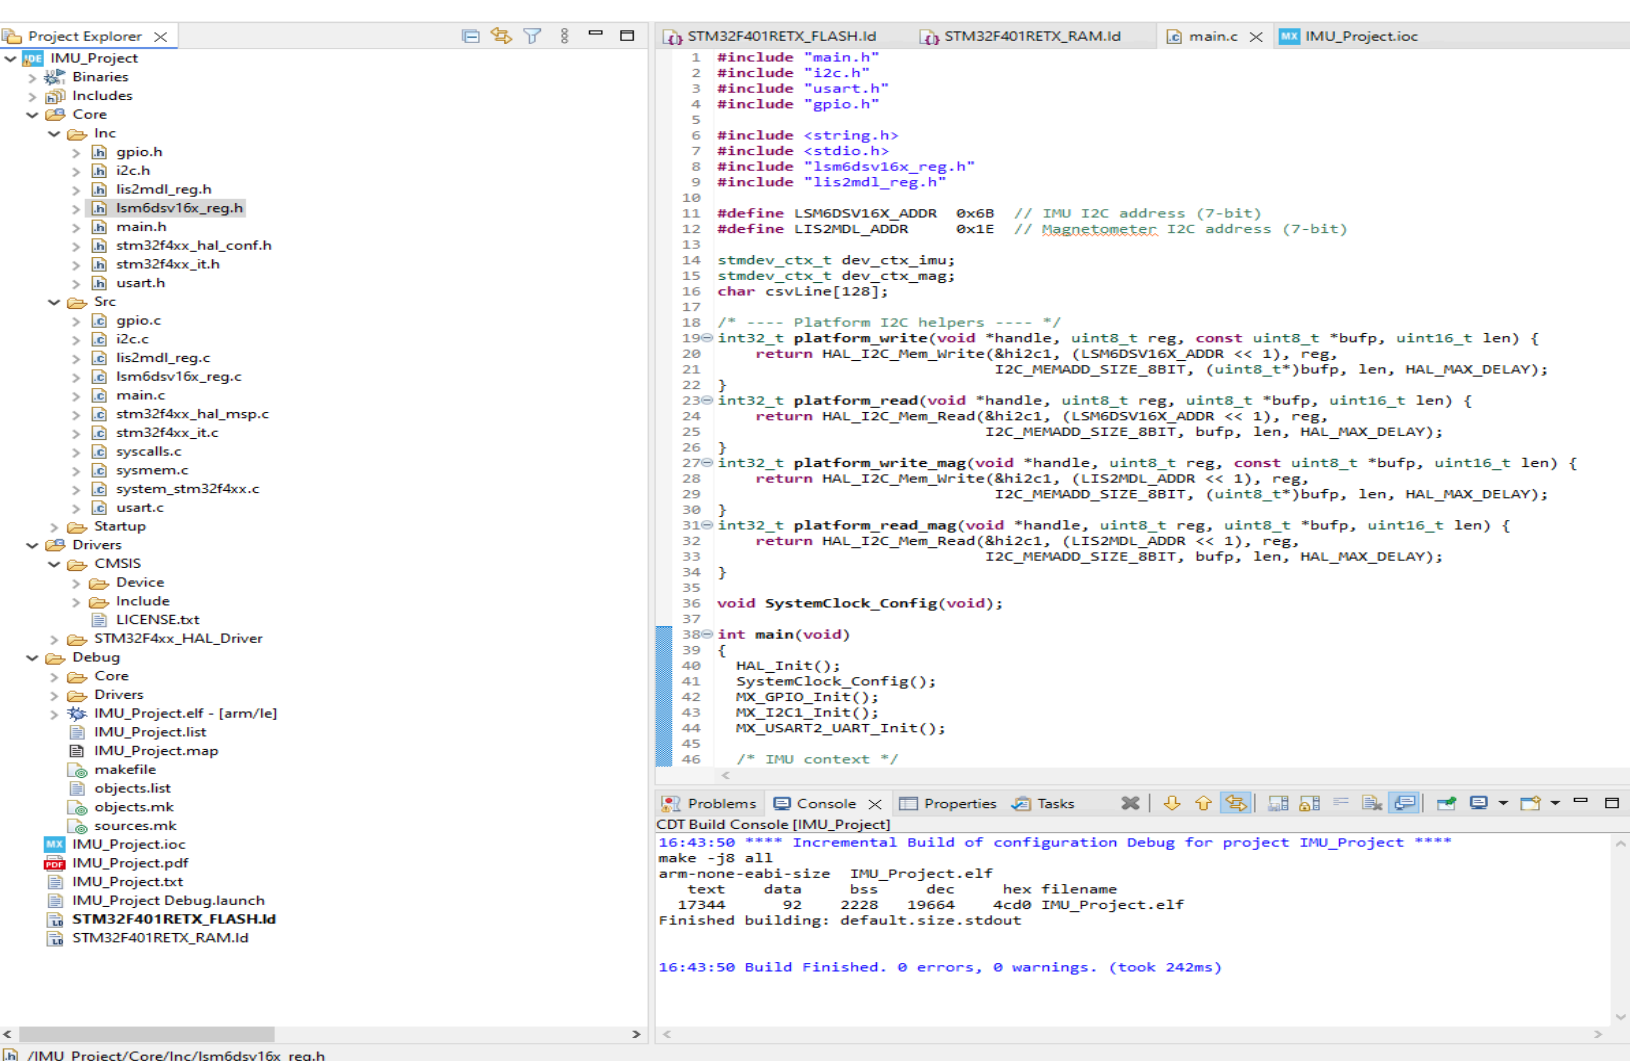 Project Explorer
IMU_Project
Binaries
Includes
Core
Inc
gpio.h
i2c.h
lis2mdl_reg.h
lsm6dsv16x_reg.h
main.h
stm32f4xx_hal_conf.h
stm32f4xx_it.h
usart.h
Src
gpio.c
i2c.c
lis2mdl_reg.c
lsm6dsv16x_reg.c
main.c
stm32f4xx_hal_msp.c
stm32f4xx_it.c
syscalls.c
sysmem.c
system_stm32f4xx.c
usart.c
Startup
Drivers
CMSIS
Device
Include
LICENSE.txt
STM32F4xx_HAL_Driver
Debug
Core
Drivers
IMU_Project.elf - [arm/le]
IMU_Project.list
IMU_Project.map
makefile
objects.list
objects.mk
sources.mk
IMU_Project.ioc
IMU_Project.pdf
IMU_Project.txt
IMU_Project Debug.launch
STM32F401RETX_FLASH.ld
STM32F401RETX_RAM.ld
/IMU_Project/Core/Inc/lsm6dsv16x_reg.h
STM32F401RETX_FLASH.ld STM32F401RETX_RAM.ld main.c MX IMU_Project.ioc
1 #include "main.h"
2 #include "i2c.h"
3 #include "usart.h"
4 #include "gpio.h"
5
6 #include <string.h>
7 #include <stdio.h>
8 #include "lsm6dsv16x_reg.h"
9 #include "lis2mdl_reg.h"
10
11 #define LSM6DSV16X_ADDR  0x6B  // IMU I2C address (7-bit)
12 #define LIS2MDL_ADDR     0x1E  // Magnetometer I2C address (7-bit)
13
14 stmdev_ctx_t dev_ctx_imu;
15 stmdev_ctx_t dev_ctx_mag;
16 char csvLine[128];
17
18 /* ---- Platform I2C helpers ---- */
19 int32_t platform_write(void *handle, uint8_t reg, const uint8_t *bufp, uint16_t len) {
20     return HAL_I2C_Mem_Write(&hi2c1, (LSM6DSV16X_ADDR << 1), reg,
21                              I2C_MEMADD_SIZE_8BIT, (uint8_t*)bufp, len, HAL_MAX_DELAY);
22 }
23 int32_t platform_read(void *handle, uint8_t reg, uint8_t *bufp, uint16_t len) {
24     return HAL_I2C_Mem_Read(&hi2c1, (LSM6DSV16X_ADDR << 1), reg,
25                             I2C_MEMADD_SIZE_8BIT, bufp, len, HAL_MAX_DELAY);
26 }
27 int32_t platform_write_mag(void *handle, uint8_t reg, const uint8_t *bufp, uint16_t len) {
28     return HAL_I2C_Mem_Write(&hi2c1, (LIS2MDL_ADDR << 1), reg,
29                              I2C_MEMADD_SIZE_8BIT, (uint8_t*)bufp, len, HAL_MAX_DELAY);
30 }
31 int32_t platform_read_mag(void *handle, uint8_t reg, uint8_t *bufp, uint16_t len) {
32     return HAL_I2C_Mem_Read(&hi2c1, (LIS2MDL_ADDR << 1), reg,
33                             I2C_MEMADD_SIZE_8BIT, bufp, len, HAL_MAX_DELAY);
34 }
35
36 void SystemClock_Config(void);
37
38 int main(void)
39 {
40   HAL_Init();
41   SystemClock_Config();
42   MX_GPIO_Init();
43   MX_I2C1_Init();
44   MX_USART2_UART_Init();
45
46   /* IMU context */
Problems Console Properties Tasks
CDT Build Console [IMU_Project]
16:43:50 **** Incremental Build of configuration Debug for project IMU_Project ****
make -j8 all
arm-none-eabi-size  IMU_Project.elf
   text    data     bss     dec     hex filename
  17344      92    2228   19664    4cd0 IMU_Project.elf
Finished building: default.size.stdout
16:43:50 Build Finished. 0 errors, 0 warnings. (took 242ms)